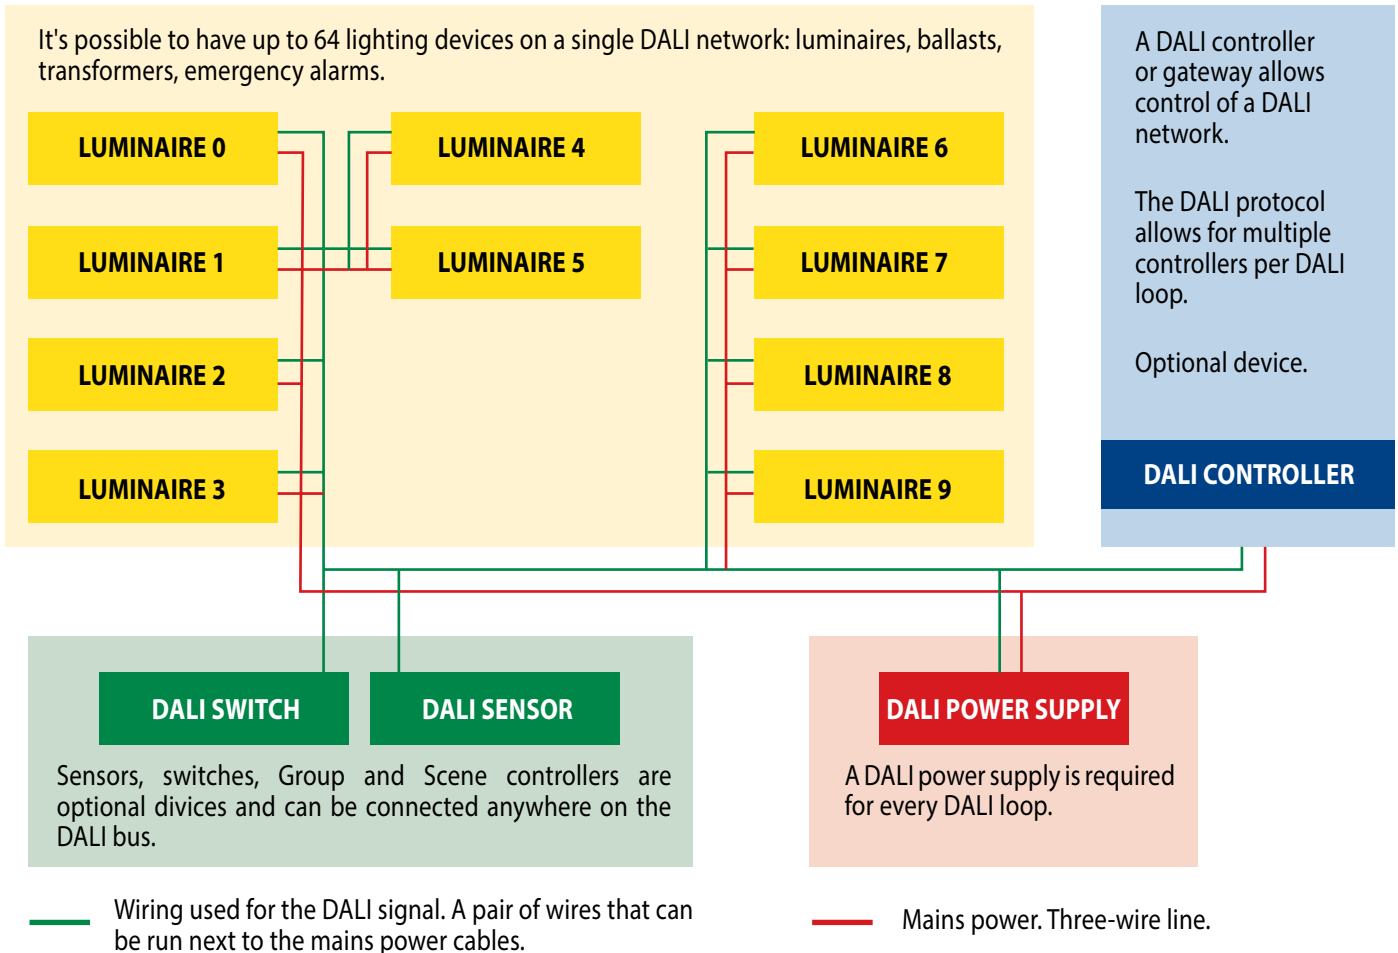 It's possible to have up to 64 lighting devices on a single DALI network: luminaires, ballasts,
transformers, emergency alarms.
LUMINAIRE 0
LUMINAIRE 4
LUMINAIRE 6
LUMINAIRE 1
LUMINAIRE 5
LUMINAIRE 7
LUMINAIRE 2
LUMINAIRE 8
LUMINAIRE 3
LUMINAIRE 9
A DALI controller
or gateway allows
control of a DALI
network.
The DALI protocol
allows for multiple
controllers per DALI
loop.
Optional device.
DALI CONTROLLER
DALI SWITCH
DALI SENSOR
Sensors, switches, Group and Scene controllers are
optional divices and can be connected anywhere on the
DALI bus.
DALI POWER SUPPLY
A DALI power supply is required
for every DALI loop.
Wiring used for the DALI signal. A pair of wires that can
be run next to the mains power cables.
Mains power. Three-wire line.